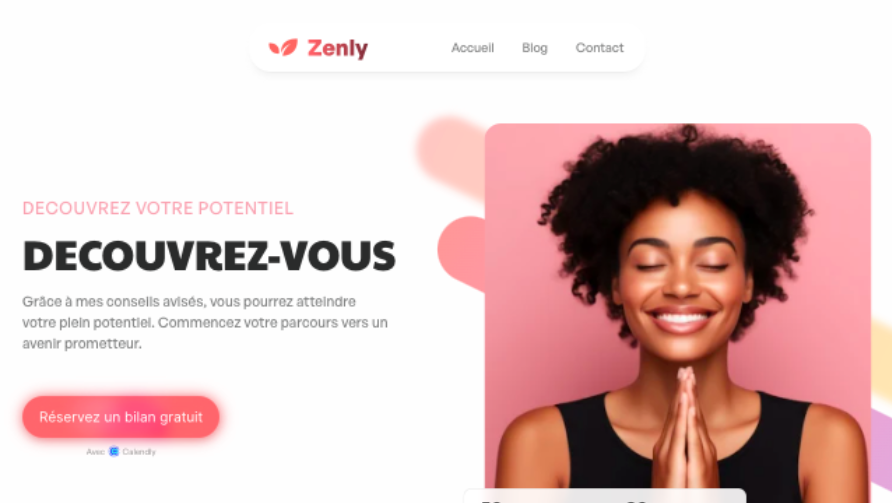 Zenly
Accueil Blog Contact
DECOUVREZ VOTRE POTENTIEL
DECOUVREZ-VOUS
Grâce à mes conseils avisés, vous pourrez atteindre
votre plein potentiel. Commencez votre parcours vers un
avenir prometteur.
Réservez un bilan gratuit
Avec Calendly